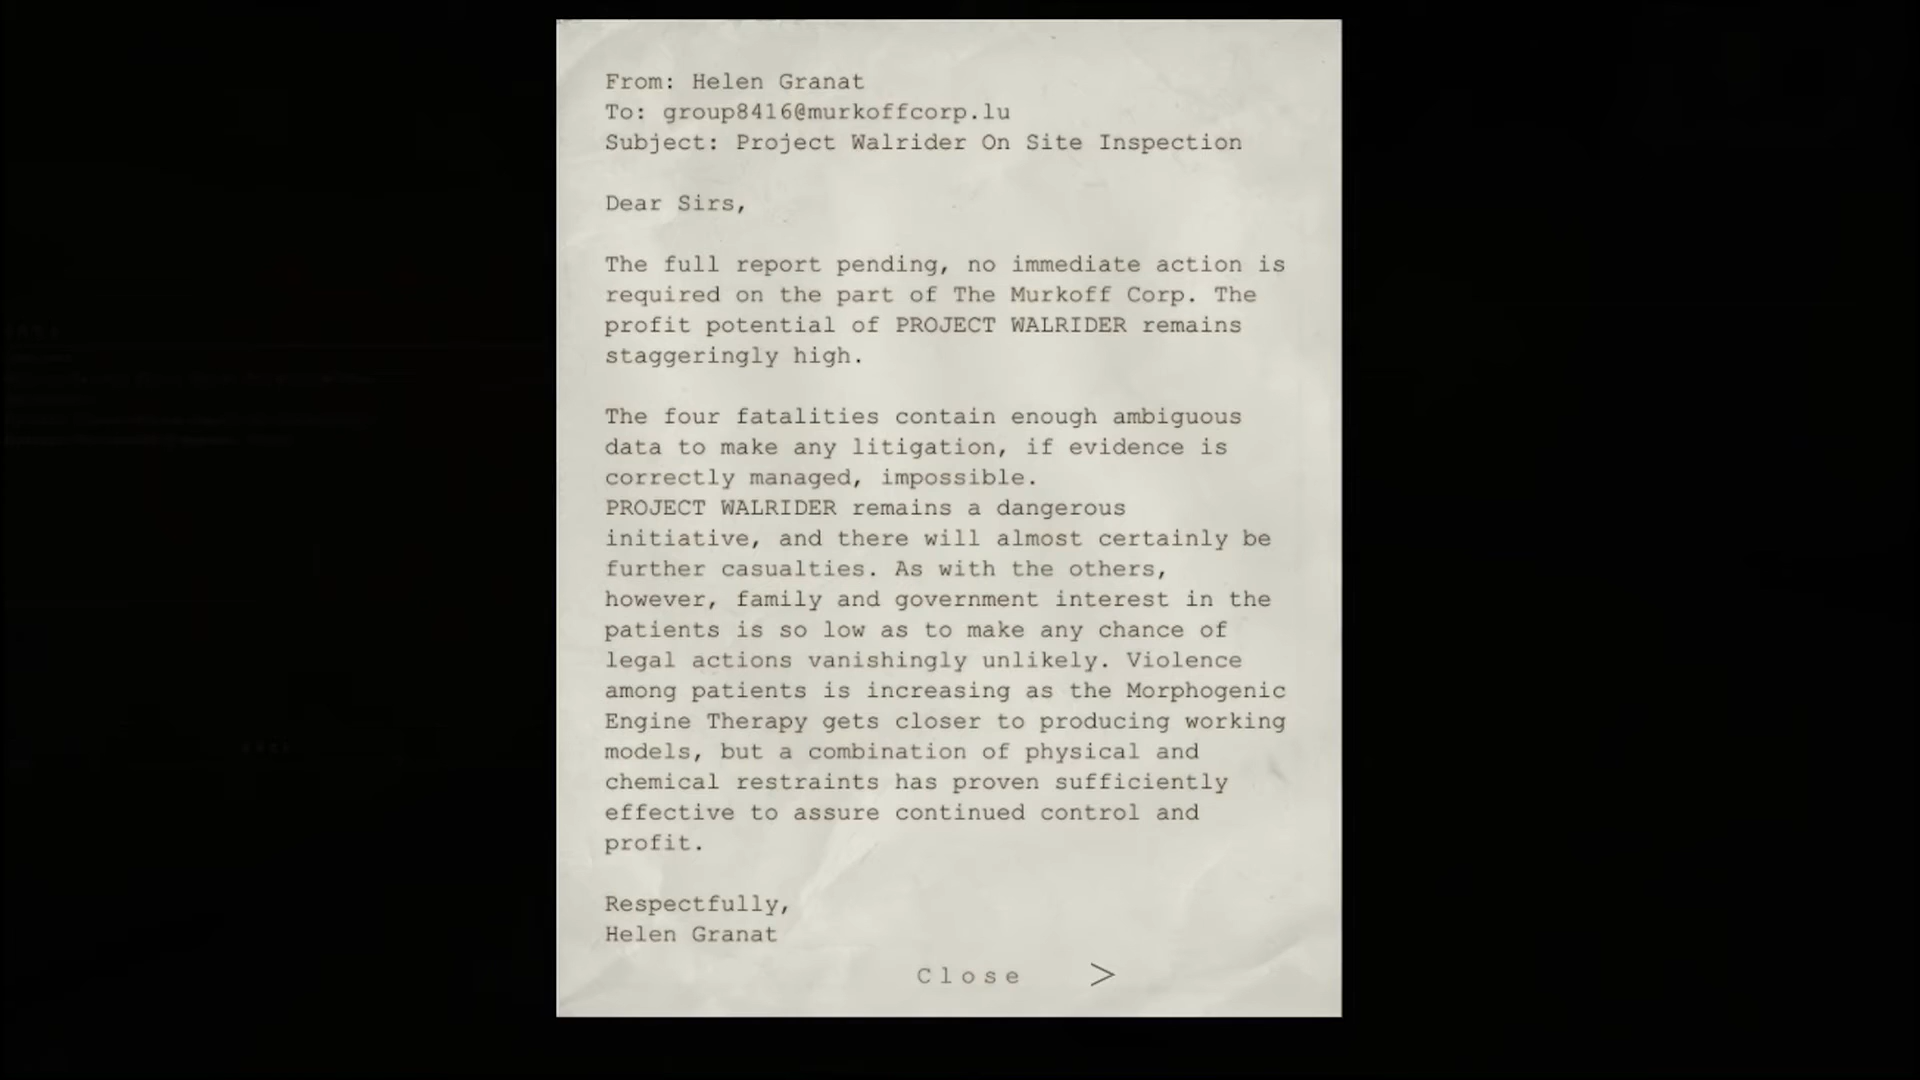 From: Helen Granat
To: group8416@murkoffcorp.lu
Subject: Project Walrider On Site Inspection
Dear Sirs,
The full report pending, no immediate action is
required on the part of The Murkoff Corp. The
profit potential of PROJECT WALRIDER remains
staggeringly high.
The four fatalities contain enough ambiguous
data to make any litigation, if evidence is
correctly managed, impossible.
PROJECT WALRIDER remains a dangerous
initiative, and there will almost certainly be
further casualties. As with the others,
however, family and government interest in the
patients is so low as to make any chance of
legal actions vanishingly unlikely. Violence
among patients is increasing as the Morphogenic
Engine Therapy gets closer to producing working
models, but a combination of physical and
chemical restraints has proven sufficiently
effective to assure continued control and
profit.
Respectfully,
Helen Granat
Close >